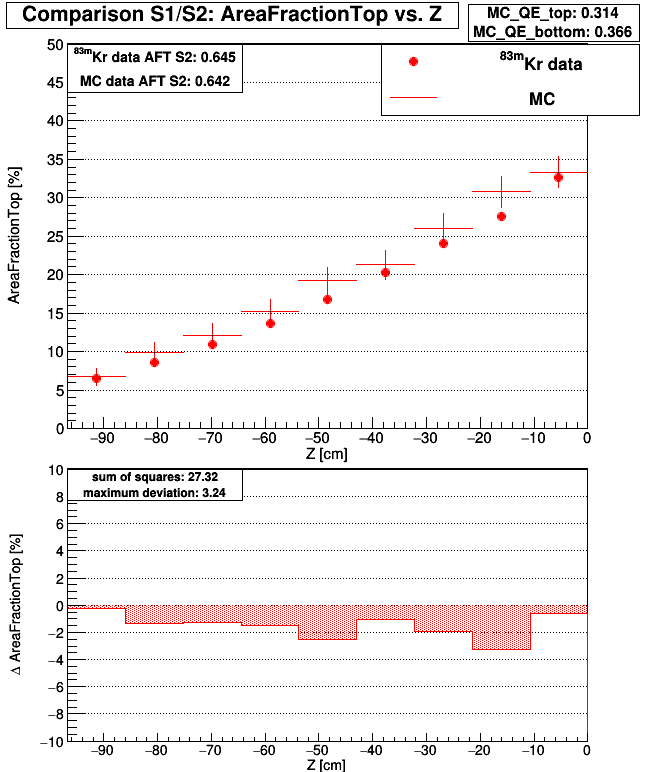 Comparison S1/S2: AreaFractionTop vs. Z
MC_QE_top: 0.314
MC_QE_bottom: 0.366
83mKr data AFT S2: 0.645
MC data AFT S2: 0.642
83mKr data
MC
AreaFractionTop [%]
50
45
40
35
30
25
20
15
10
5
0
−90 −80 −70 −60 −50 −40 −30 −20 −10 0
Z [cm]
sum of squares: 27.32
maximum deviation: 3.24
Δ AreaFractionTop [%]
10
8
6
4
2
0
−2
−4
−6
−8
−10
−90 −80 −70 −60 −50 −40 −30 −20 −10 0
Z [cm]